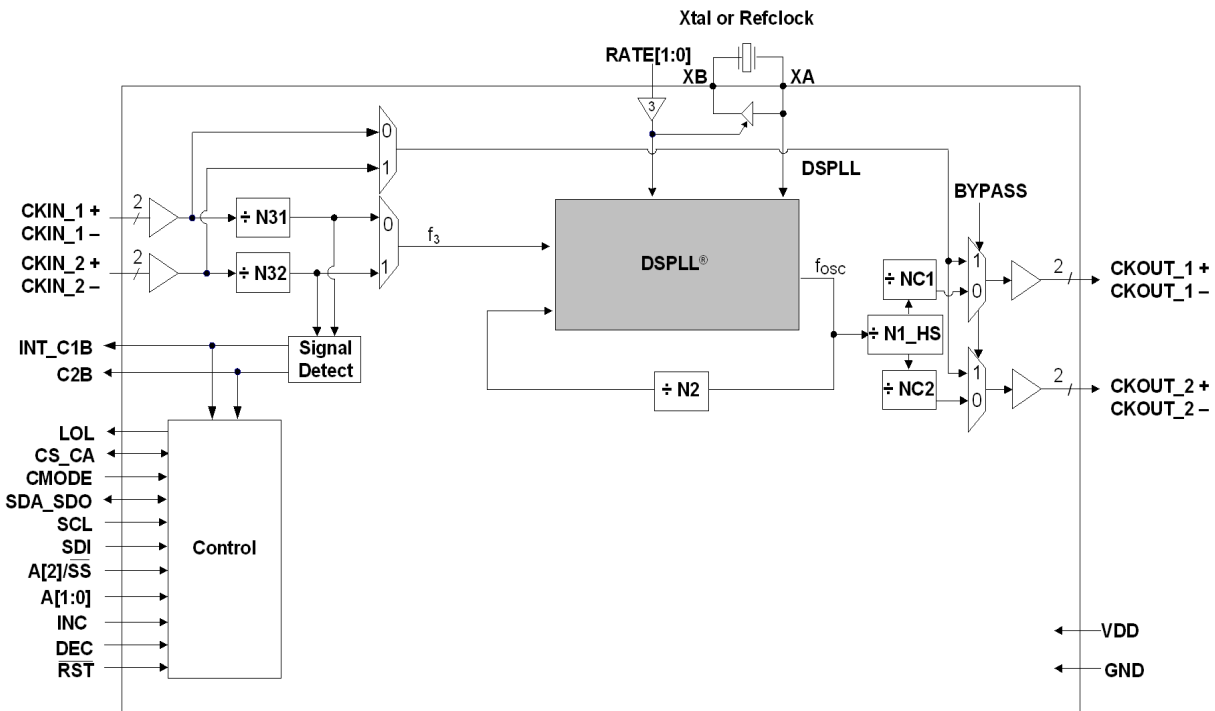 Xtal or Refclock
RATE[1:0]
XB
XA
3
0
1
DSPLL
BYPASS
2
CKIN_1 +
CKIN_1 –
÷ N31
0
f3
2
CKIN_2 +
CKIN_2 –
÷ N32
1
DSPLL®
fOSC
÷ NC1
1
0
2
CKOUT_1 +
CKOUT_1 –
÷ N1_HS
INT_C1B
C2B
Signal
Detect
÷ N2
÷ NC2
1
0
2
CKOUT_2 +
CKOUT_2 –
LOL
CS_CA
CMODE
SDA_SDO
SCL
SDI
A[2]/S̅S̅
A[1:0]
INC
DEC
R̅S̅T̅
Control
VDD
GND